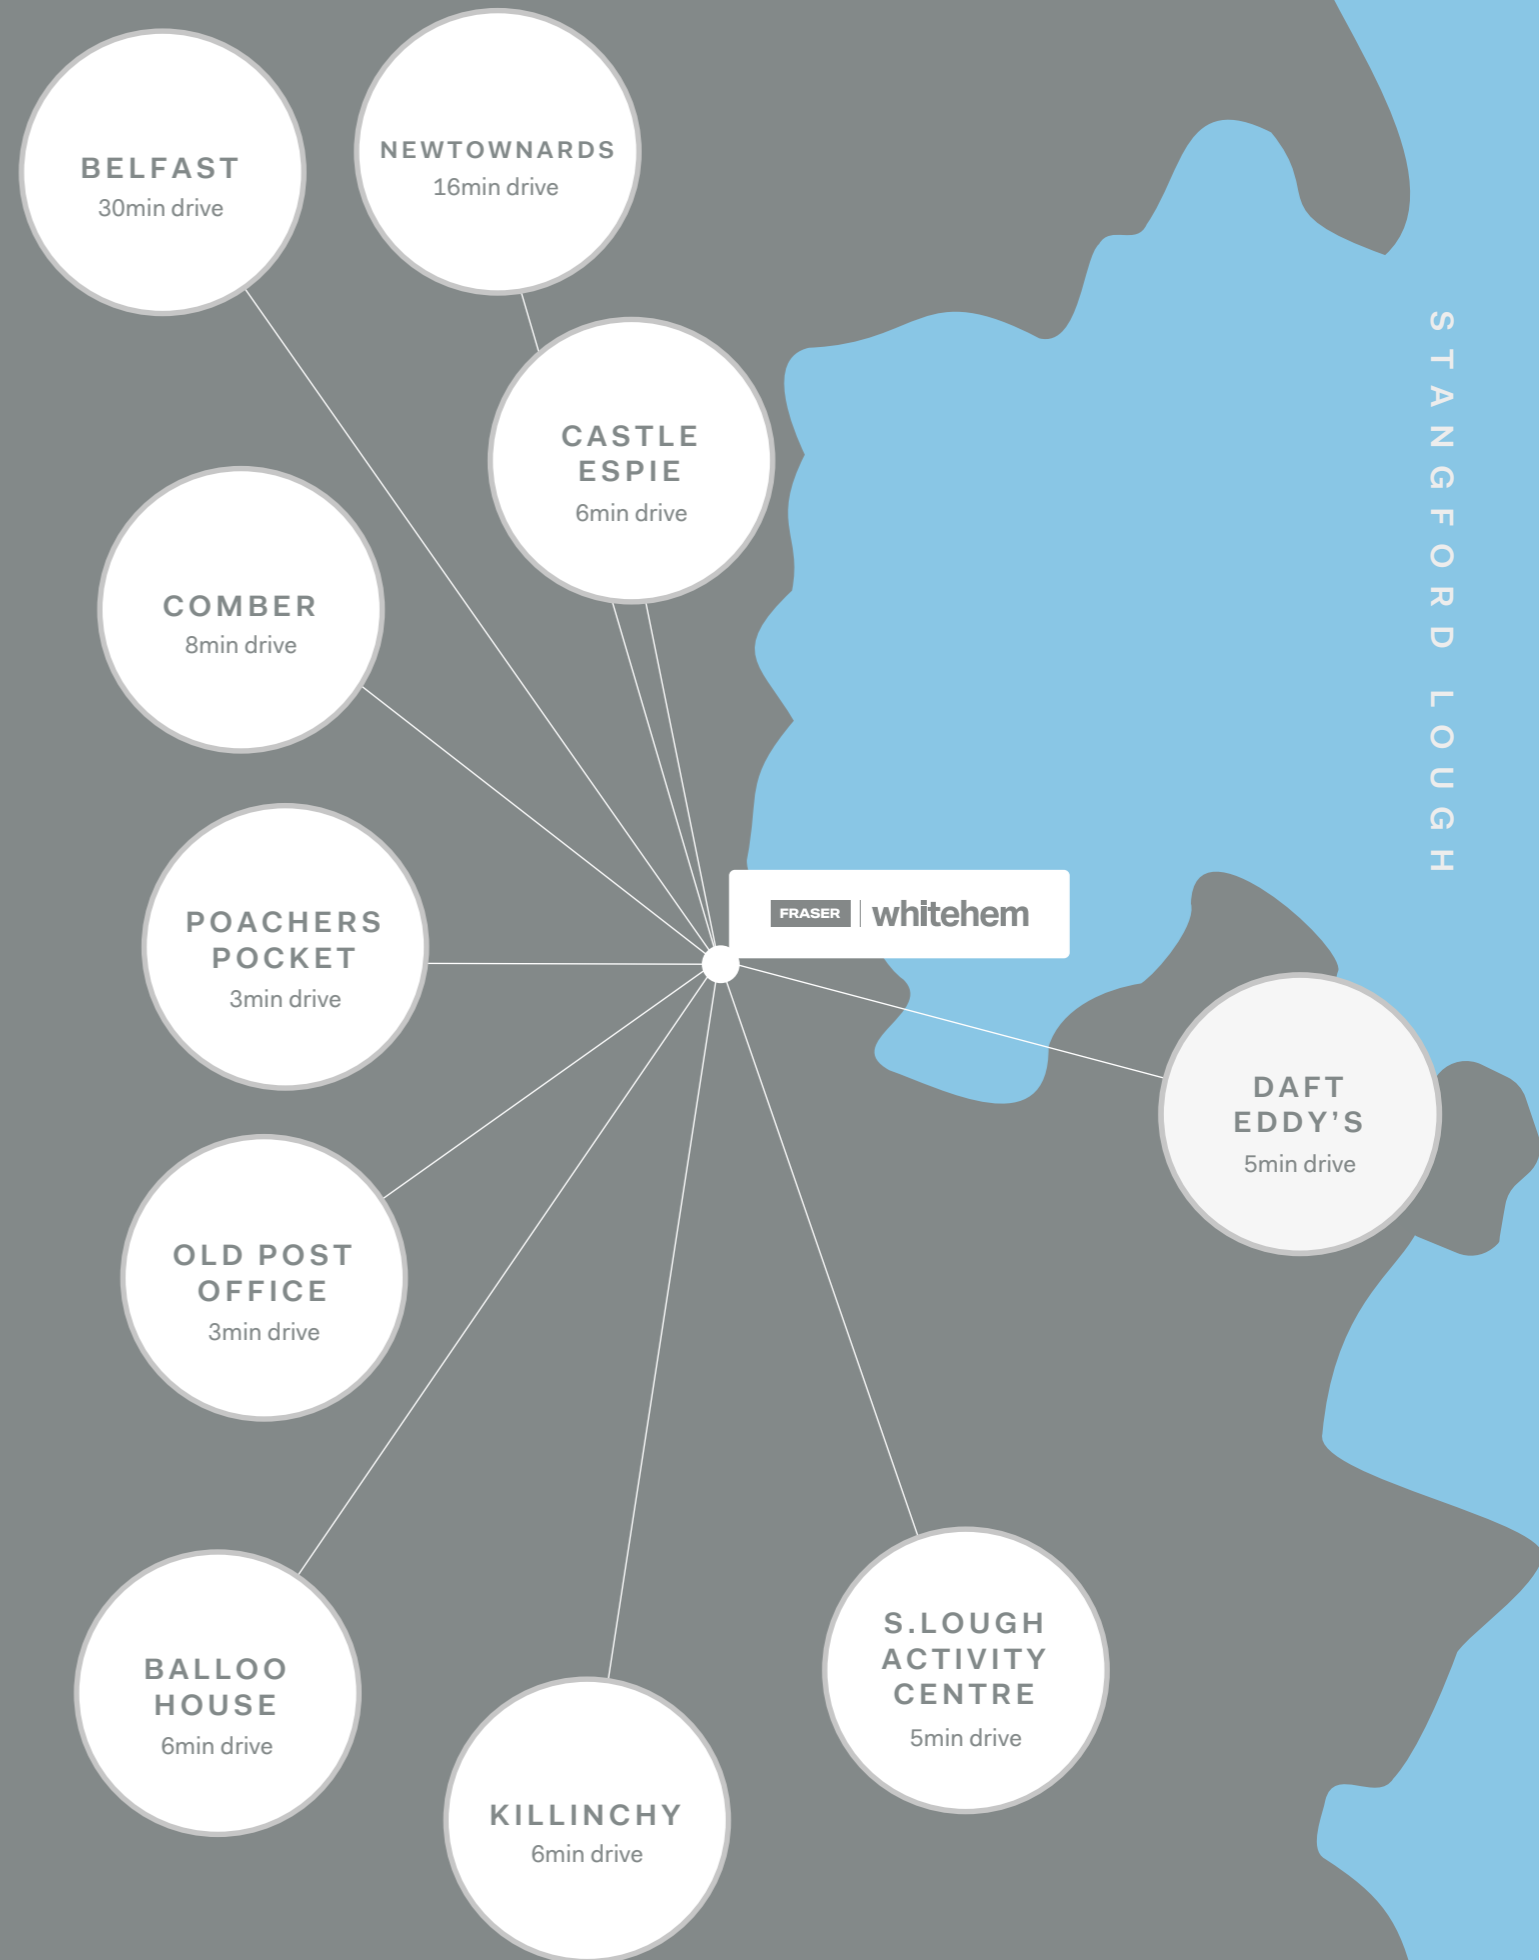 BELFAST
30min drive
NEWTOWNARDS
16min drive
CASTLE
ESPIE
6min drive
STANGFORD LOUGH
COMBER
8min drive
POACHERS
POCKET
3min drive
FRASER | whitehem
DAFT
EDDY’S
5min drive
OLD POST
OFFICE
3min drive
BALLOO
HOUSE
6min drive
S.LOUGH
ACTIVITY
CENTRE
5min drive
KILLINCHY
6min drive